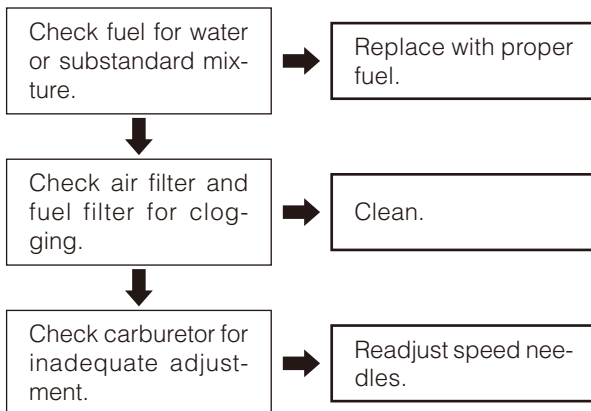 Check fuel for water
or substandard mix-
ture.
Replace with proper
fuel.
Check air filter and
fuel filter for clog-
ging.
Clean.
Check carburetor for
inadequate adjust-
ment.
Readjust speed nee-
dles.